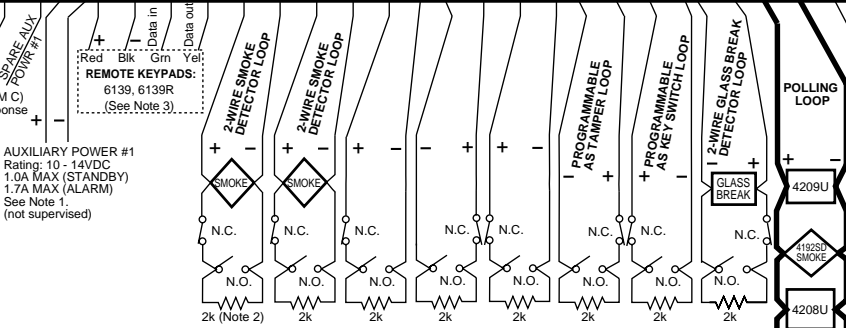 SPARE AUX
POWR #1
M C)
ponse
+ −
AUXILIARY POWER #1
Rating: 10 - 14VDC
1.0A MAX (STANDBY)
1.7A MAX (ALARM)
See Note 1.
(not supervised)
+ −
Data in
Data out
Red Blk Grn Yel
REMOTE KEYPADS:
6139, 6139R
(See Note 3)
2-WIRE SMOKE
DETECTOR LOOP
+ −
SMOKE
N.C.
N.O.
2k (Note 2)
2-WIRE SMOKE
DETECTOR LOOP
+ −
SMOKE
N.C.
N.O.
2k
+ −
N.C.
N.O.
2k
− +
N.C.
N.O.
2k
+ −
N.C.
N.O.
2k
PROGRAMMABLE
AS TAMPER LOOP
− +
N.C.
N.O.
2k
PROGRAMMABLE
AS KEY SWITCH LOOP
+ −
N.C.
N.O.
2k
2-WIRE GLASS BREAK
DETECTOR LOOP
− +
GLASS
BREAK
N.C.
N.O.
2k
POLLING
LOOP
+ −
4209U
4192SD
SMOKE
4208U